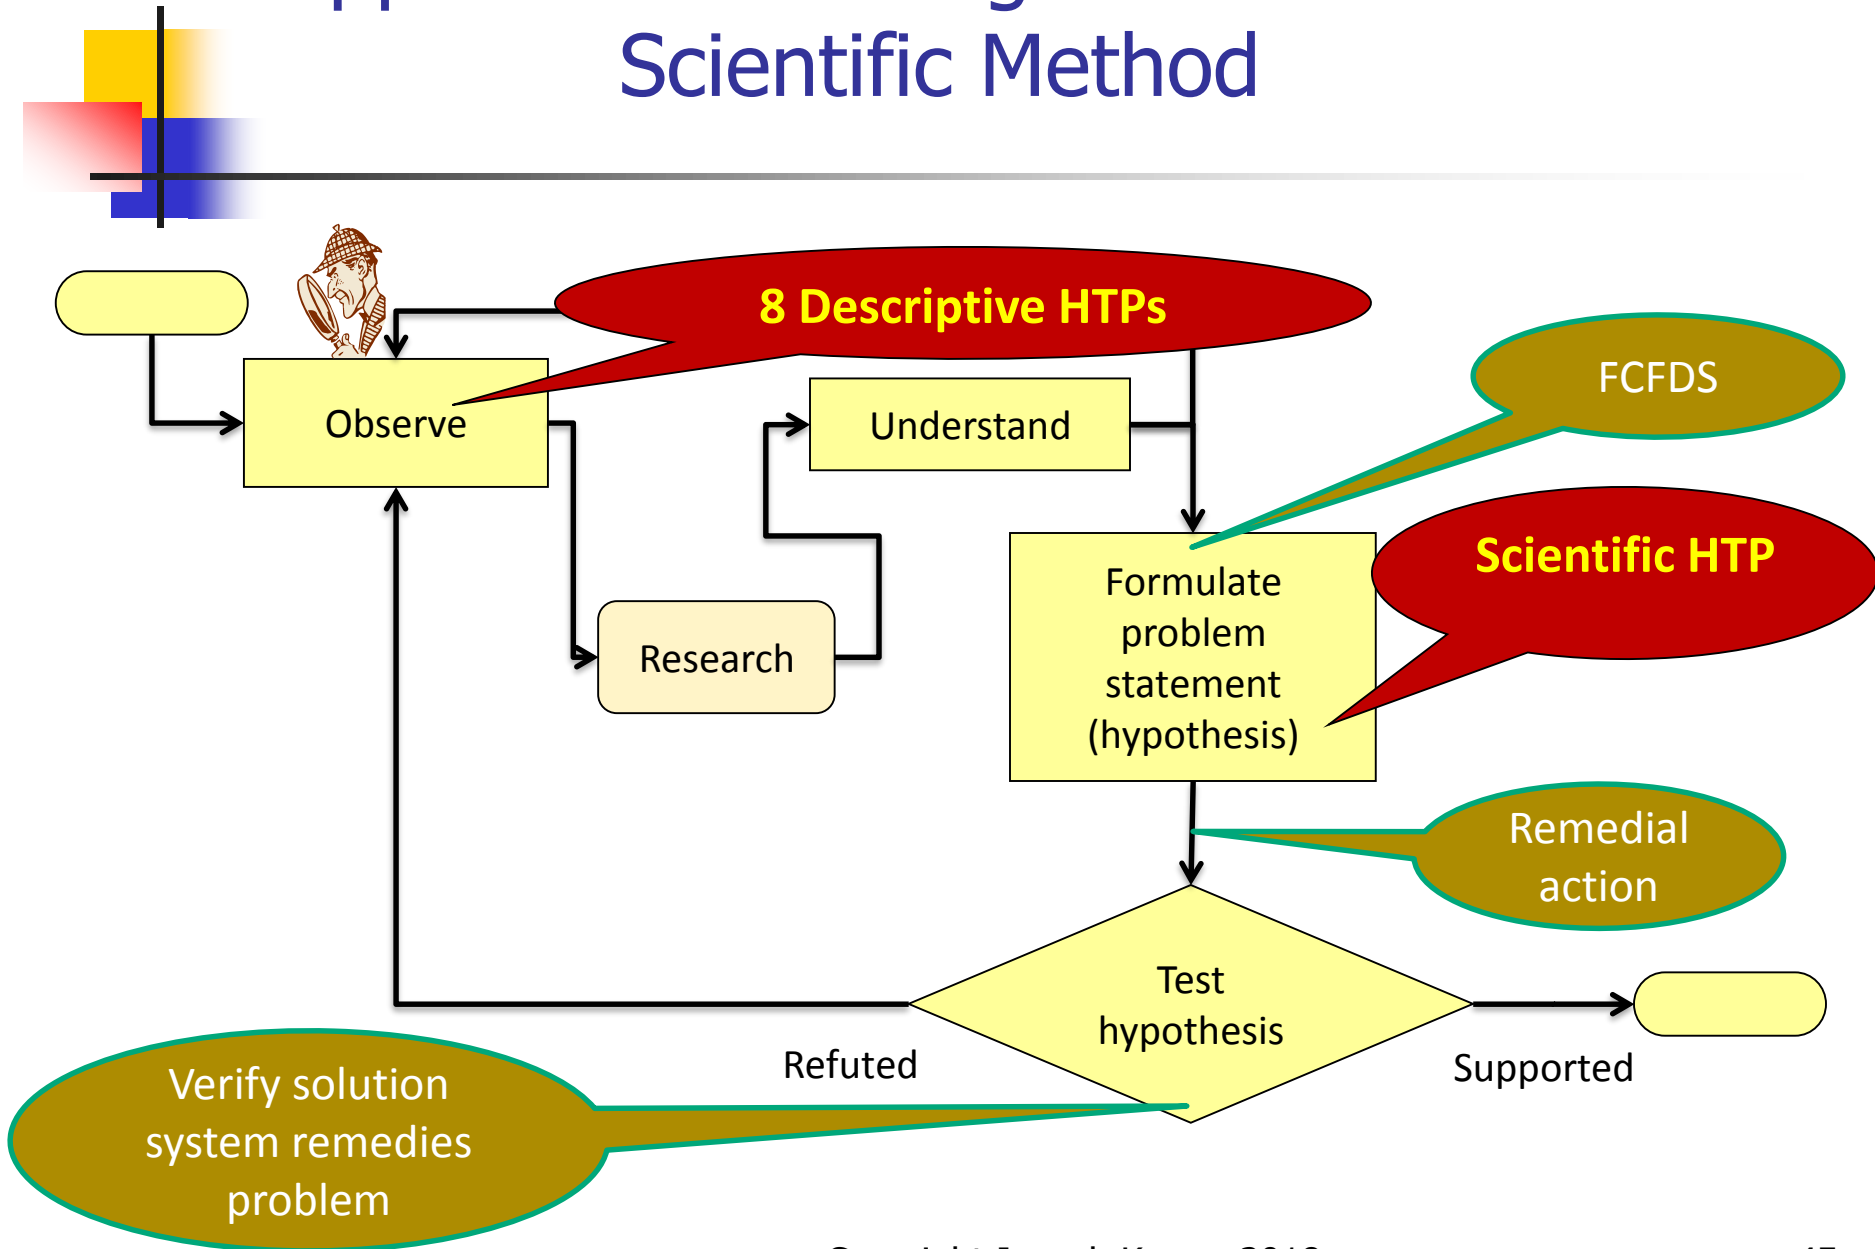 Scientific Method
8 Descriptive HTPs
FCFDS
Observe
Understand
Scientific HTP
Formulate
problem
statement
(hypothesis)
Research
Remedial
action
Test
hypothesis
Refuted
Supported
Verify solution
system remedies
problem